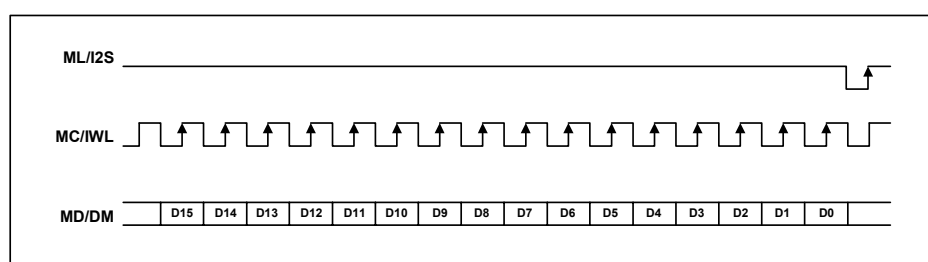 ML/I2S
MC/IWL
MD/DM D15 D14 D13 D12 D11 D10 D9 D8 D7 D6 D5 D4 D3 D2 D1 D0